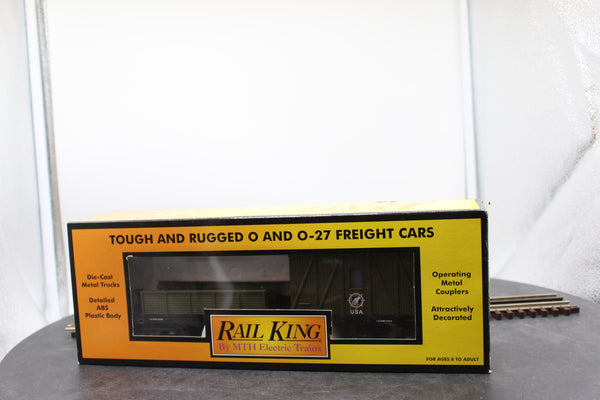 TOUGH AND RUGGED O AND O-27 FREIGHT CARS
Die-Cast
Metal Trucks
Detailed
ABS
Plastic Body
USA
RAIL KING
By MTH Electric Trains
Operating
Metal
Couplers
Attractively
Decorated
FOR AGES 8 TO ADULT